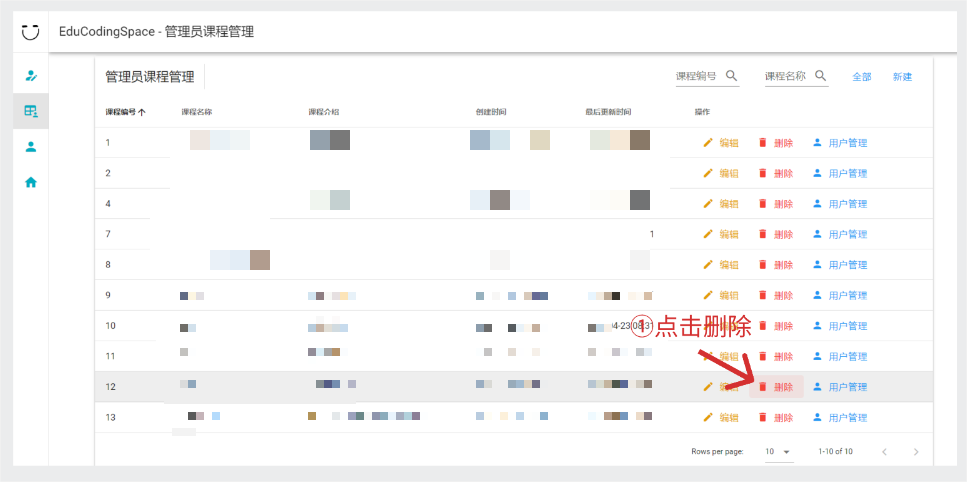 EduCodingSpace - 管理员课程管理
管理员课程管理 课程编号 课程名称 全部 新建
课程编号 课程名称 课程介绍 创建时间 最后更新时间 操作
1 编辑 删除 用户管理
2 编辑 删除 用户管理
4 编辑 删除 用户管理
7 1 编辑 删除 用户管理
8 编辑 删除 用户管理
9 编辑 删除 用户管理
①点击删除
10 4-23 08:31 删除 用户管理
11 编辑 删除 用户管理
12 编辑 删除 用户管理
13 编辑 删除 用户管理
Rows per page: 10 1-10 of 10